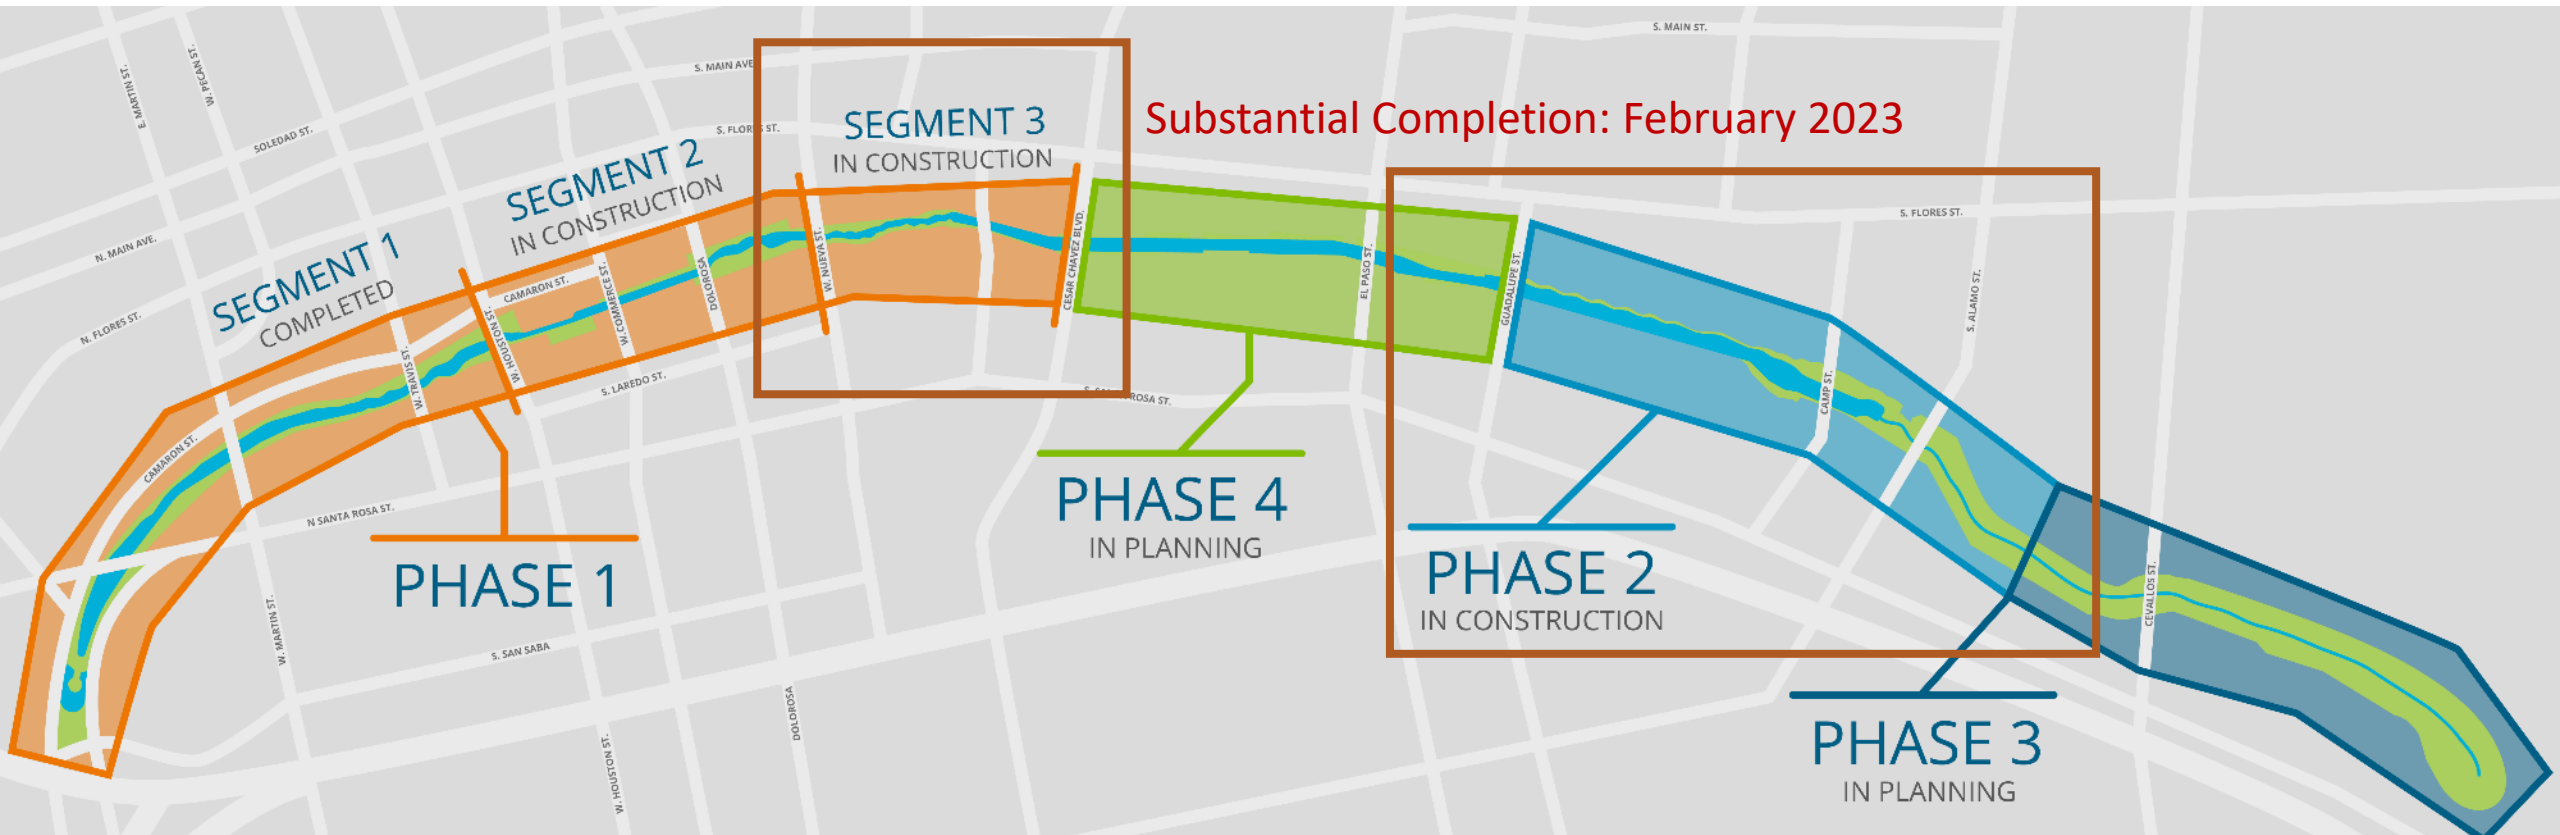 S. MAIN ST.
E. MARTIN ST.
W. PECAN ST.
S. MAIN AVE
SOLEDAD ST.
S. FLORES ST.
SEGMENT 3
IN CONSTRUCTION
Substantial Completion: February 2023
SEGMENT 2
IN CONSTRUCTION
N. MAIN AVE.
SEGMENT 1
COMPLETED
N. FLORES ST.
CAMARON ST.
W. COMMERCE ST.
DOLOROSA
W. NUEVA ST.
CESAR CHAVEZ BLVD.
EL PASO ST.
GUADALUPE ST.
S. FLORES ST.
S. ALAMO ST.
W. HOUSTON ST.
W. TRAVIS ST.
S. LAREDO ST.
ROSA ST.
CAMP ST.
CAMARON ST.
N SANTA ROSA ST.
PHASE 1
PHASE 4
IN PLANNING
PHASE 2
IN CONSTRUCTION
CEVALLOS ST.
W. MARTIN ST.
S. SAN SABA
DOLOROSA
W. HOUSTON ST.
PHASE 3
IN PLANNING